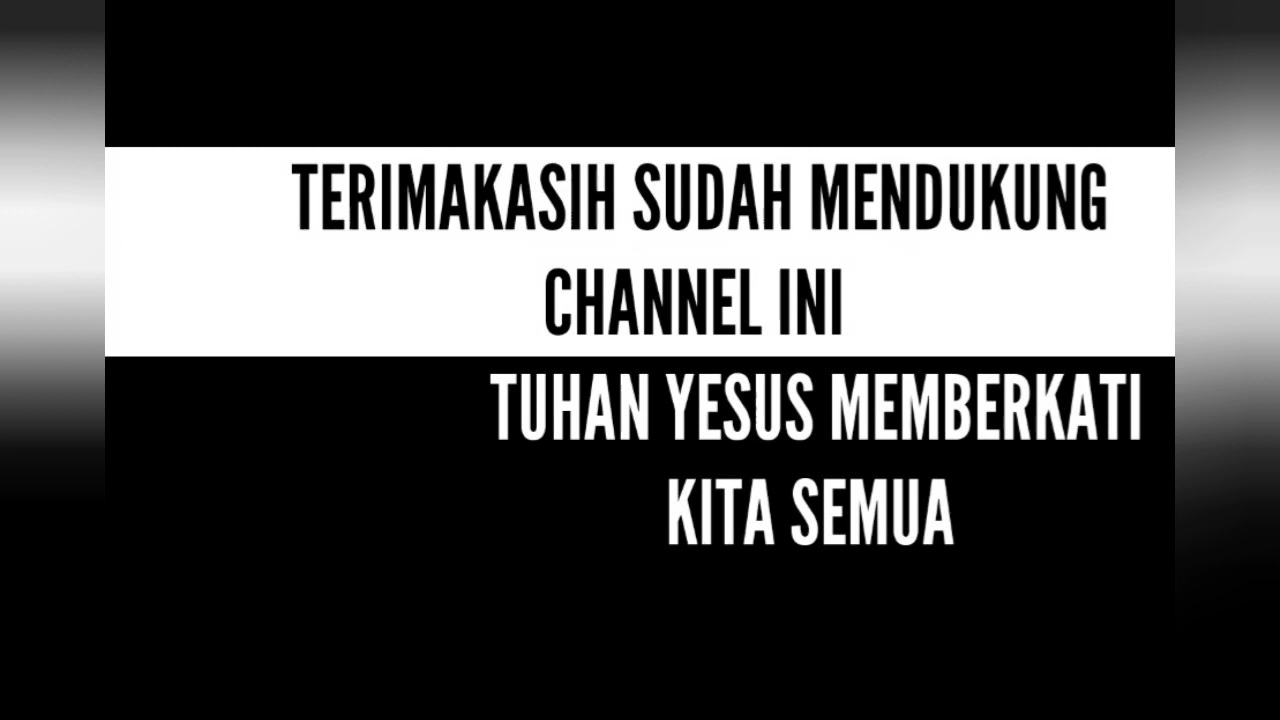 TERIMAKASIH SUDAH MENDUKUNG
CHANNEL INI
TUHAN YESUS MEMBERKATI
KITA SEMUA